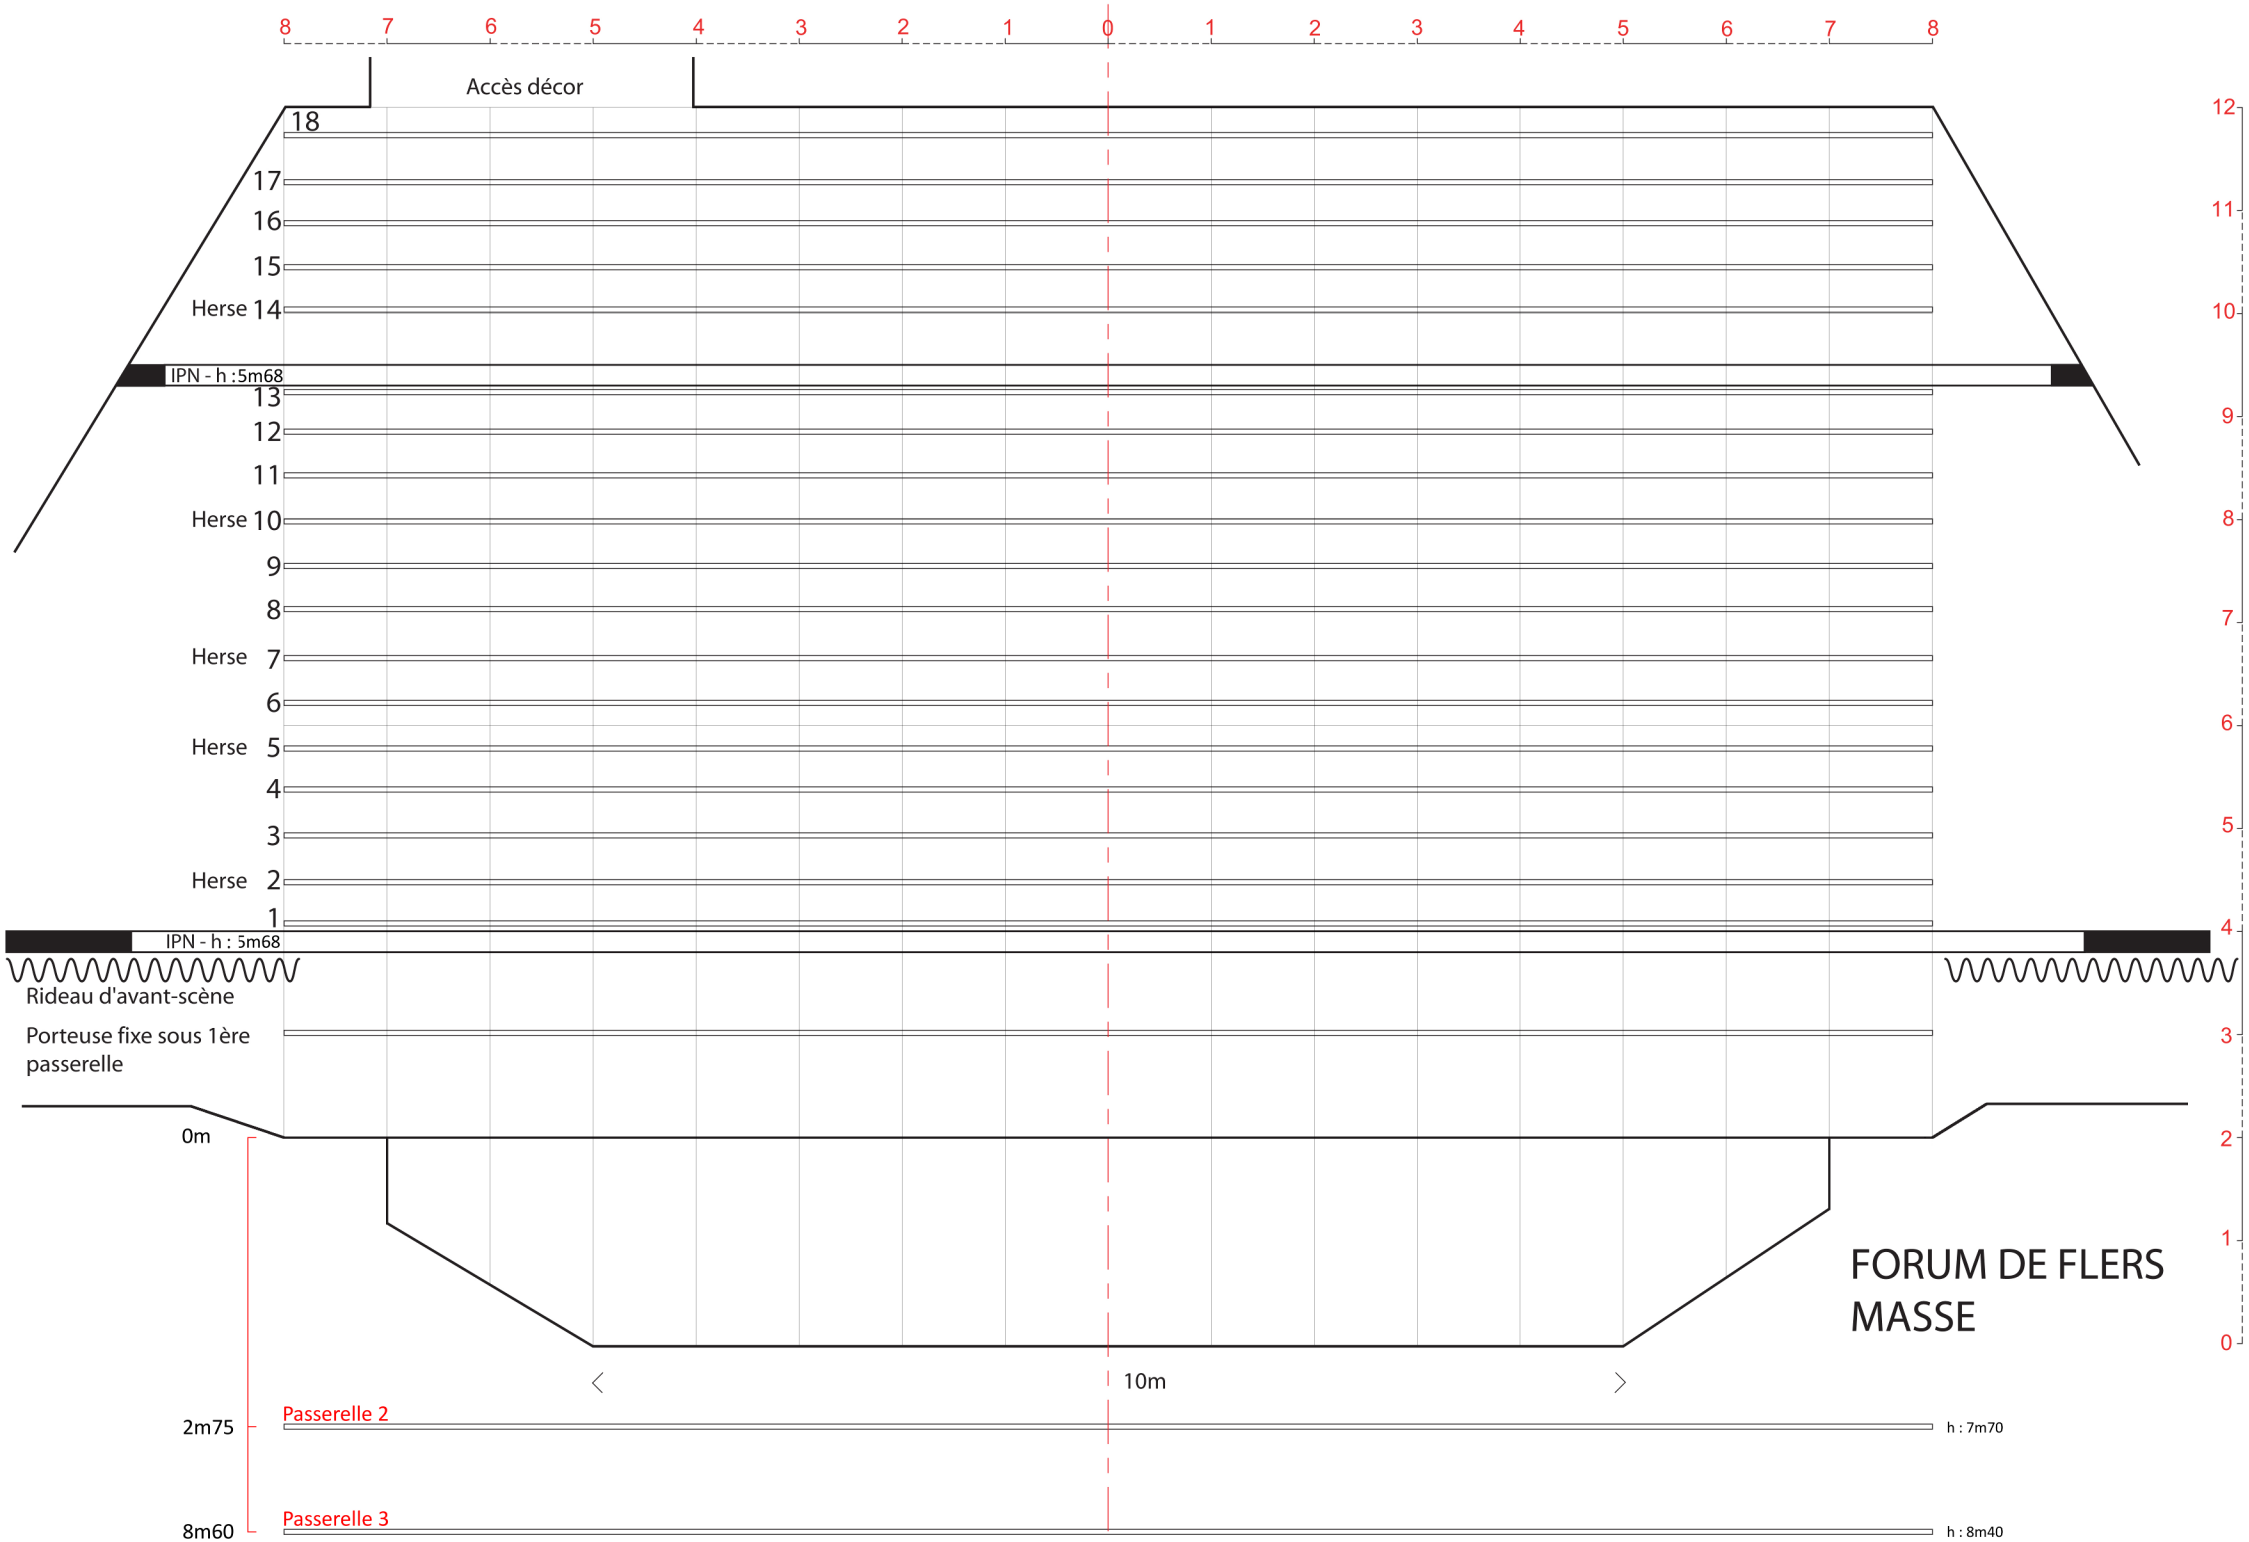 8 7 6 5 4 3 2 1 0 1 2 3 4 5 6 7 8
Accès décor
12
18
17
11
16
15
Herse 14
10
IPN - h :5m68
13
9
12
11
Herse 10
8
9
8
7
Herse 7
6
6
Herse 5
4
5
3
Herse 2
1
4
IPN - h : 5m68
Rideau d'avant-scène
Porteuse fixe sous 1ère
passerelle
3
0m
2
1
FORUM DE FLERS
MASSE
0
10m
Passerelle 2
2m75
h : 7m70
Passerelle 3
8m60
h : 8m40